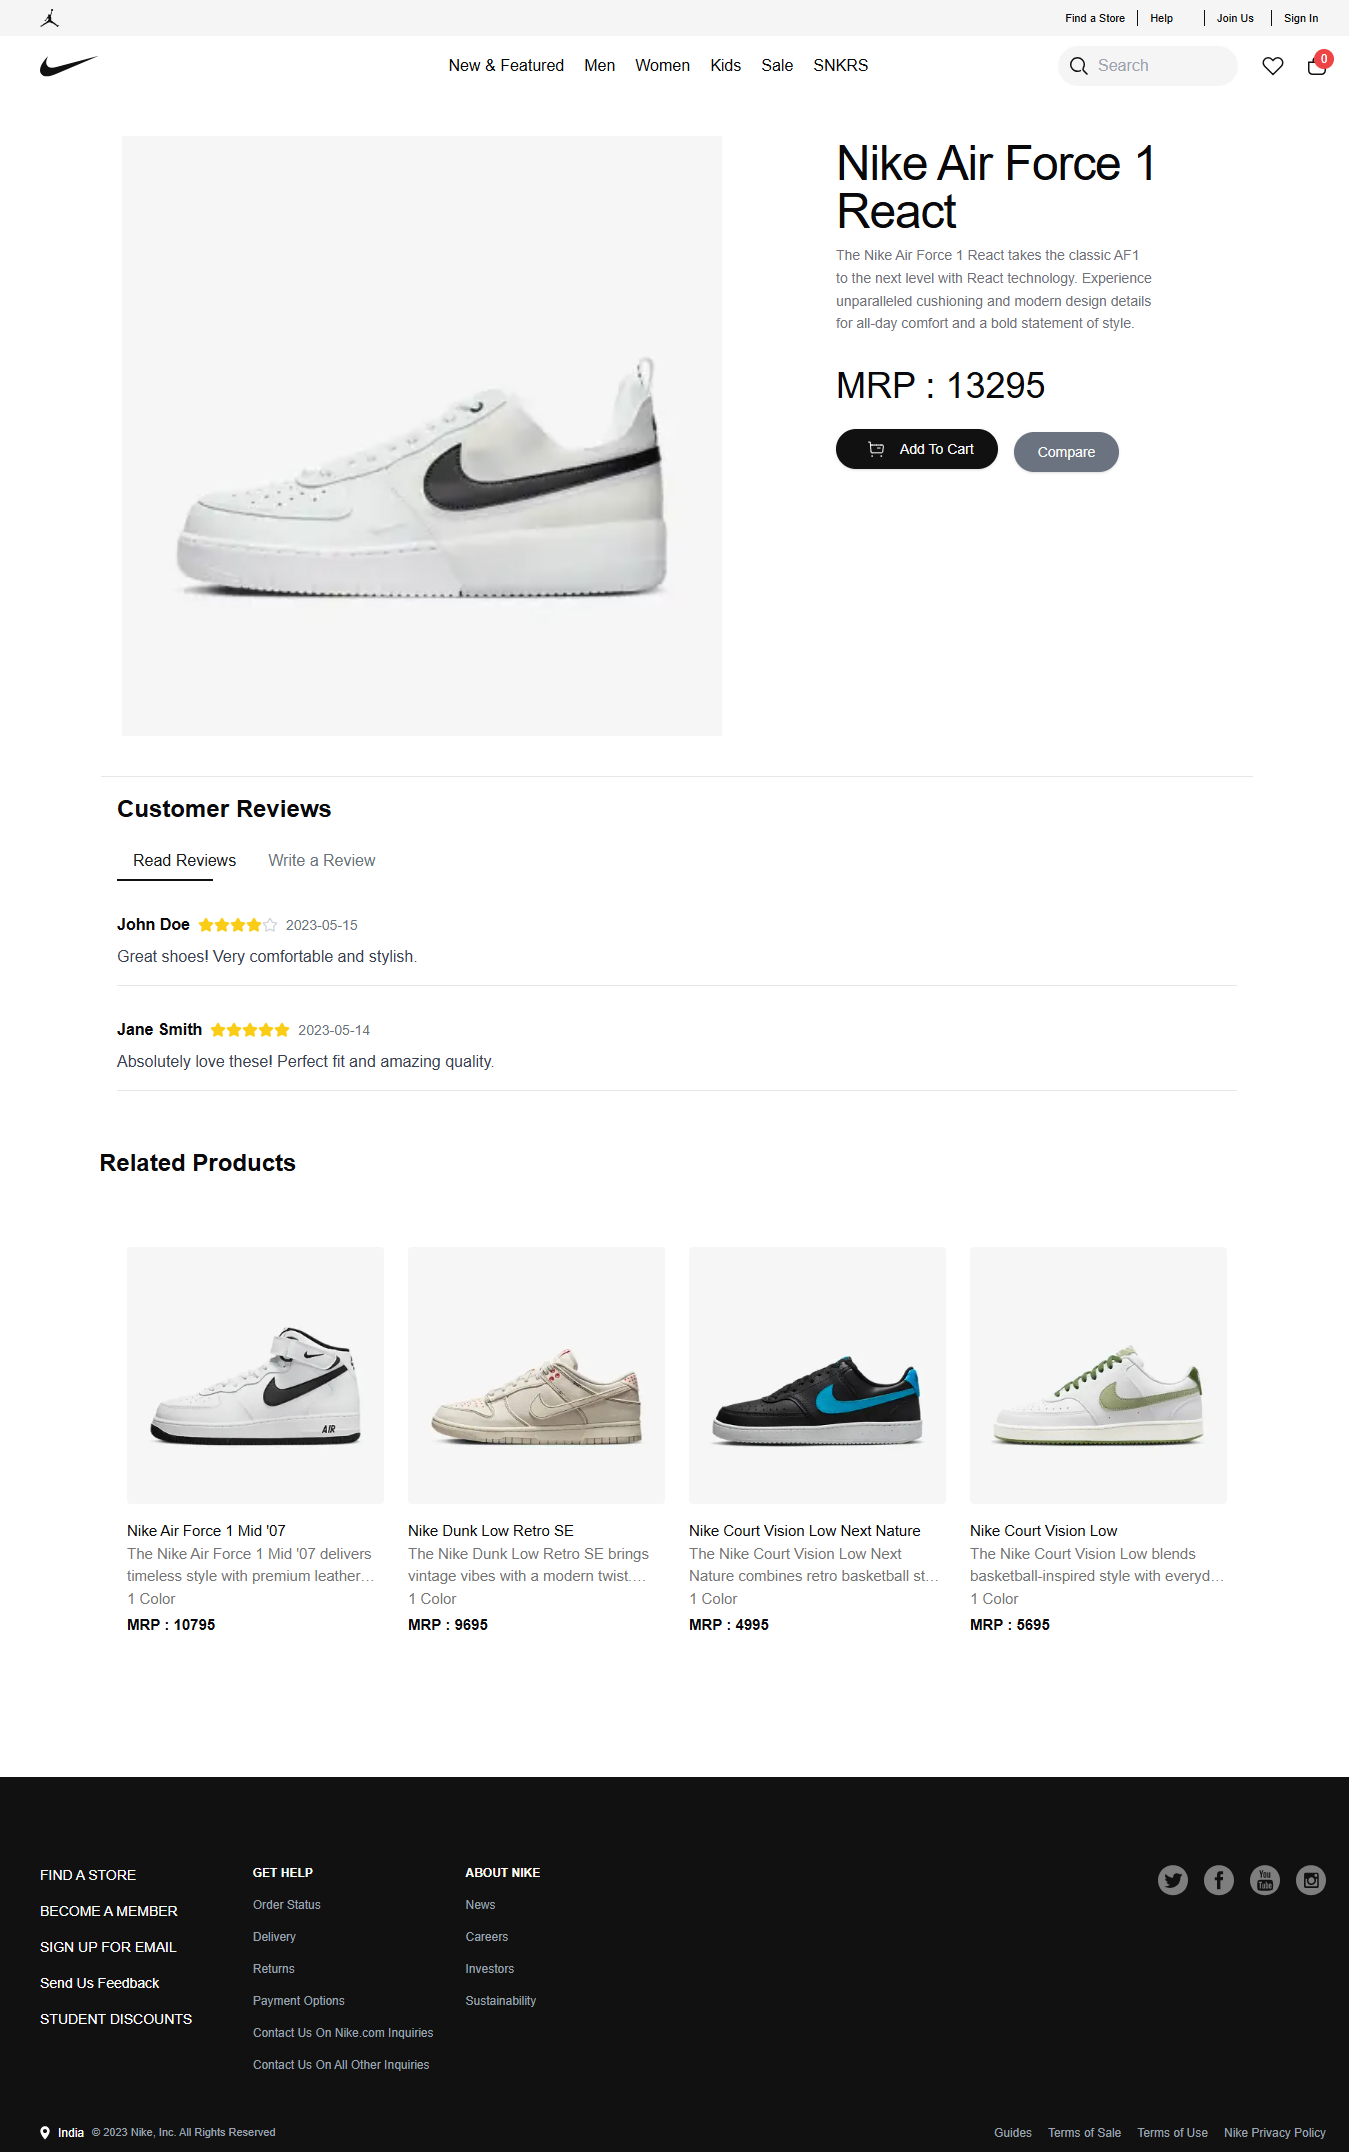 Find a Store
Help
Join Us
Sign In
New & Featured
Men
Women
Kids
Sale
SNKRS
Search
0
Nike Air Force 1
React
The Nike Air Force 1 React takes the classic AF1
to the next level with React technology. Experience
unparalleled cushioning and modern design details
for all-day comfort and a bold statement of style.
MRP : 13295
Add To Cart
Compare
Customer Reviews
Read Reviews
Write a Review
John Doe
2023-05-15
Great shoes! Very comfortable and stylish.
Jane Smith
2023-05-14
Absolutely love these! Perfect fit and amazing quality.
Related Products
AIR
Nike Air Force 1 Mid '07
The Nike Air Force 1 Mid '07 delivers
timeless style with premium leather…
1 Color
MRP : 10795
Nike Dunk Low Retro SE
The Nike Dunk Low Retro SE brings
vintage vibes with a modern twist.…
1 Color
MRP : 9695
Nike Court Vision Low Next Nature
The Nike Court Vision Low Next
Nature combines retro basketball st…
1 Color
MRP : 4995
Nike Court Vision Low
The Nike Court Vision Low blends
basketball-inspired style with everyd…
1 Color
MRP : 5695
FIND A STORE
BECOME A MEMBER
SIGN UP FOR EMAIL
Send Us Feedback
STUDENT DISCOUNTS
GET HELP
Order Status
Delivery
Returns
Payment Options
Contact Us On Nike.com Inquiries
Contact Us On All Other Inquiries
ABOUT NIKE
News
Careers
Investors
Sustainability
You
Tube
India
© 2023 Nike, Inc. All Rights Reserved
Guides
Terms of Sale
Terms of Use
Nike Privacy Policy